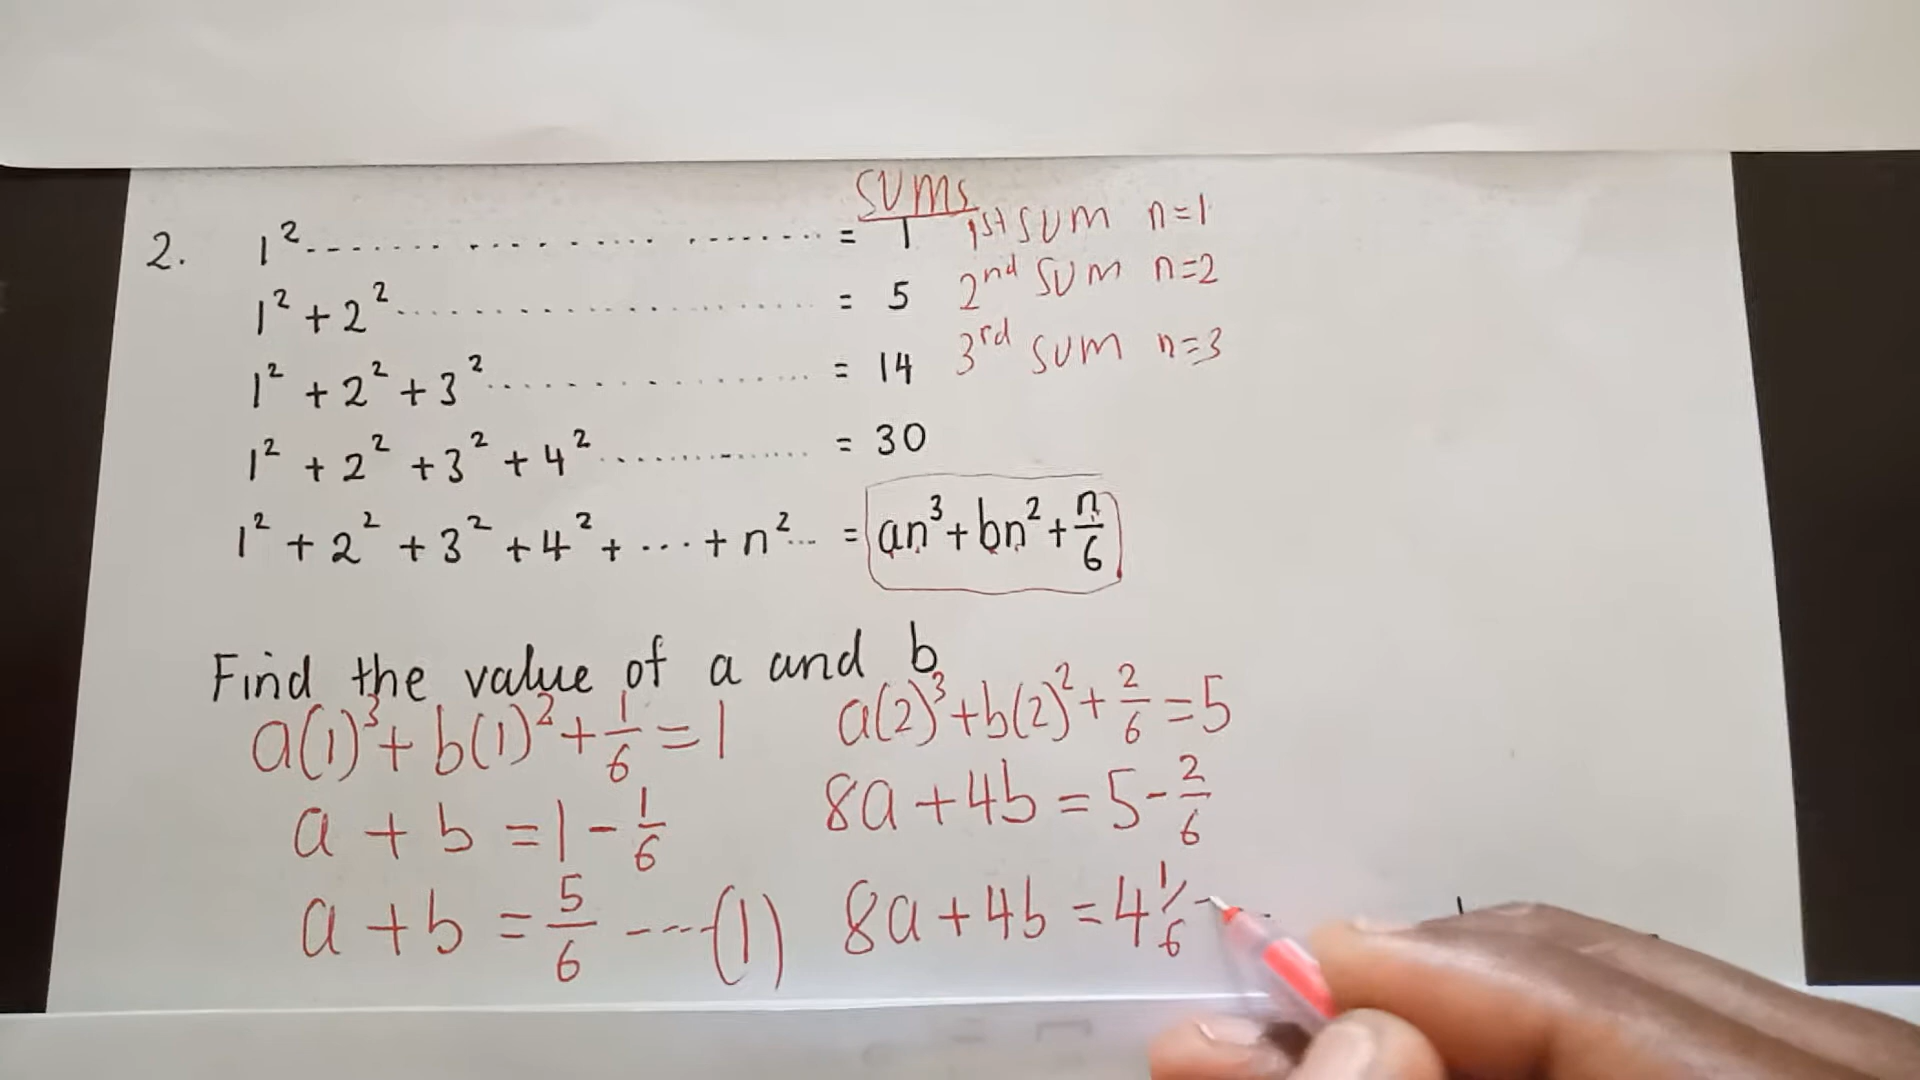 SUMS
2. 1²........................ = 1 1st SUM n=1
1²+2²........................ = 5 2nd SUM n=2
1²+2²+3²........................ = 14 3rd SUM n=3
1²+2²+3²+4²........................ = 30
1²+2²+3²+4²+...+n²... = an³+bn²+n/6
Find the value of a and b
a(1)³+b(1)²+1/6=1 a(2)³+b(2)²+2/6=5
a+b=1-1/6 8a+4b=5-2/6
a+b=5/6 ----(1) 8a+4b=4 1/6 -